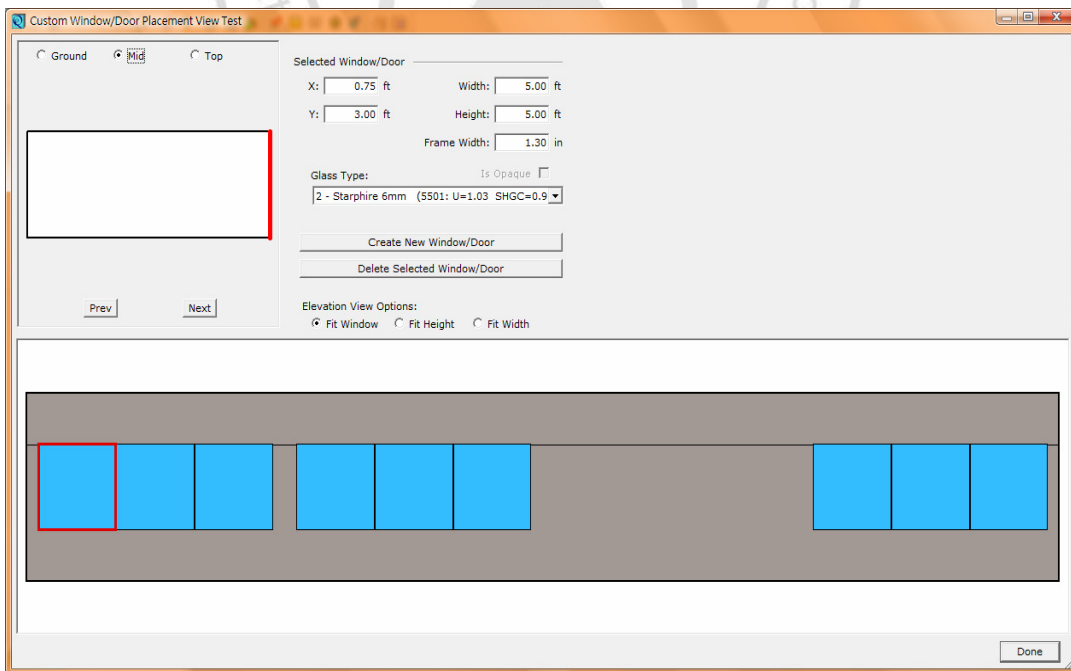 Custom Window/Door Placement View Test
Ground Mid Top
Prev Next
Selected Window/Door
X: 0.75 ft Width: 5.00 ft
Y: 3.00 ft Height: 5.00 ft
Frame Width: 1.30 in
Glass Type: Is Opaque
2 - Starphire 6mm (5501: U=1.03 SHGC=0.9
Create New Window/Door
Delete Selected Window/Door
Elevation View Options:
Fit Window Fit Height Fit Width
Done